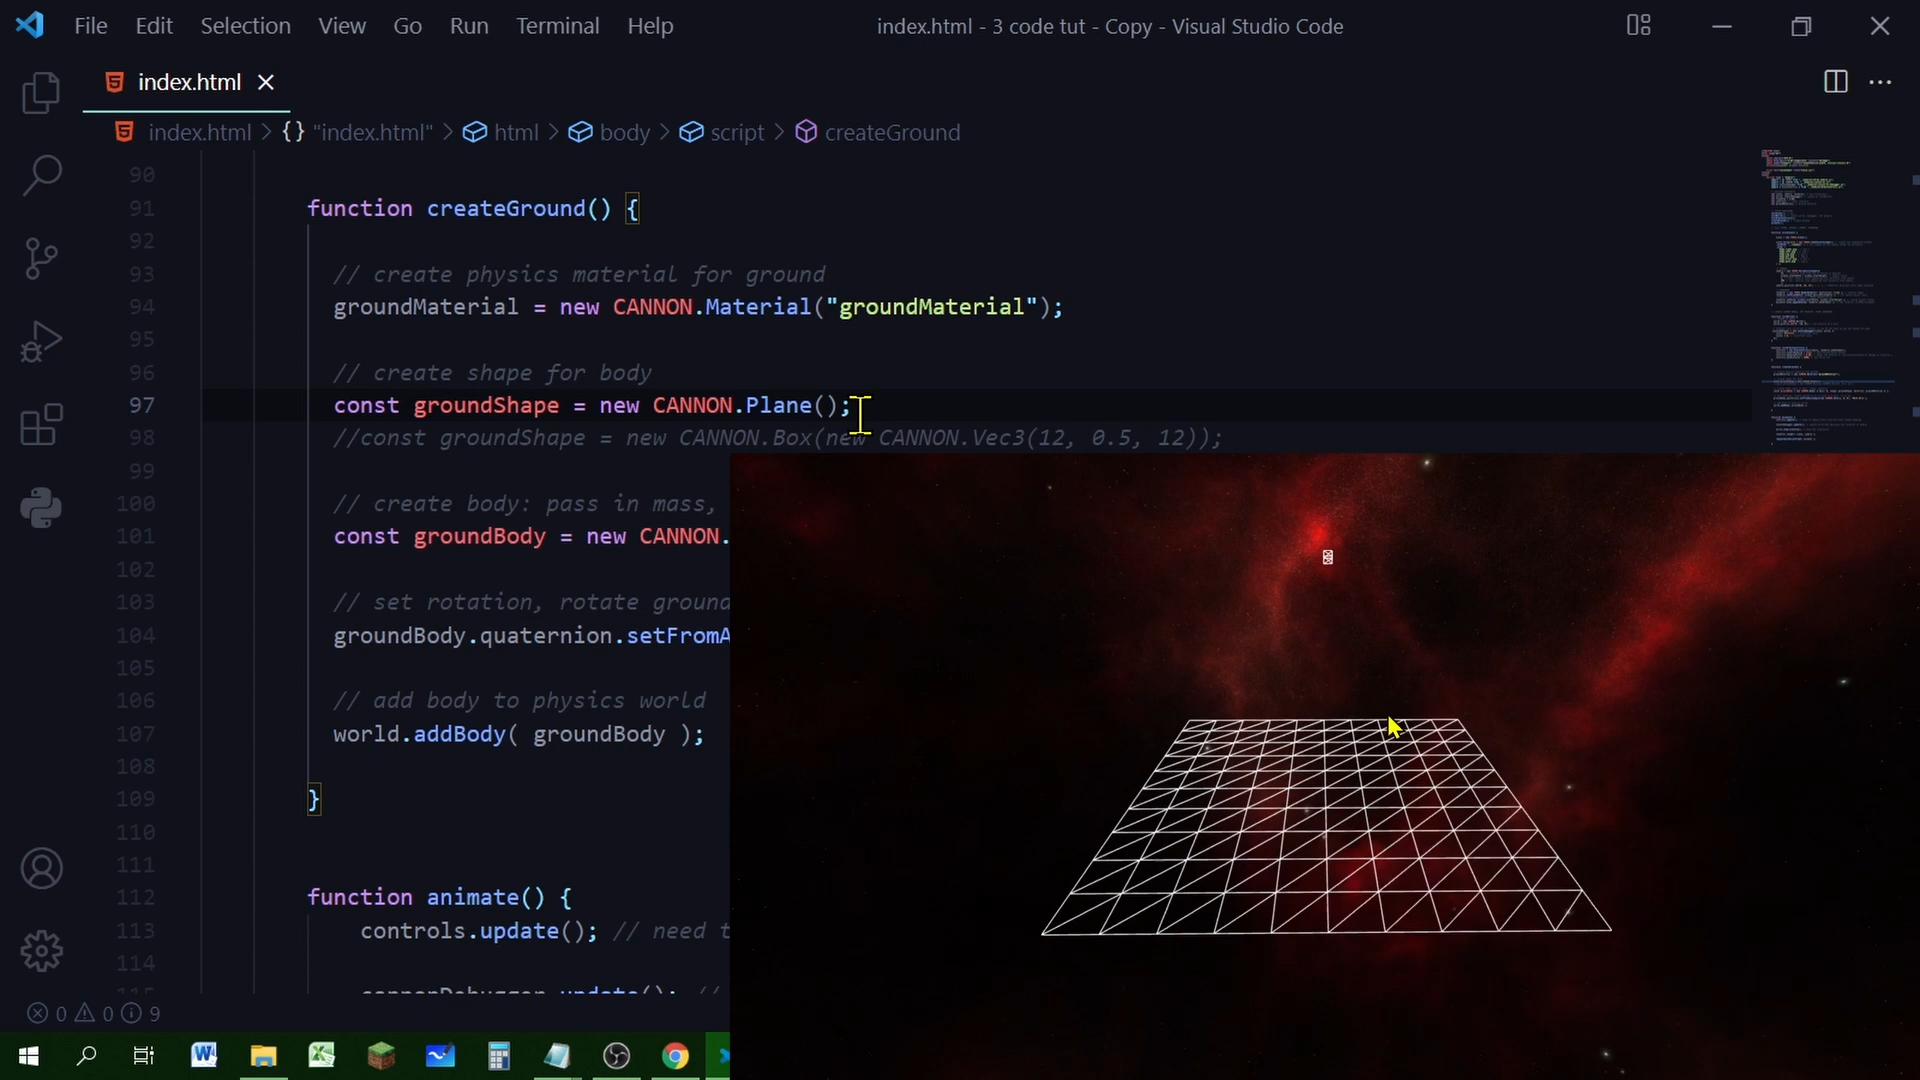 File Edit Selection View Go Run Terminal Help
index.html - 3 code tut - Copy - Visual Studio Code
index.html
index.html > {} "index.html" > html > body > script > createGround
90
91 function createGround() {
92
93 // create physics material for ground
94 groundMaterial = new CANNON.Material("groundMaterial");
95
96 // create shape for body
97 const groundShape = new CANNON.Plane();
98 //const groundShape = new CANNON.Box(new CANNON.Vec3(12, 0.5, 12));
99
100 // create body: pass in mass,
101 const groundBody = new CANNON.
102
103 // set rotation, rotate ground
104 groundBody.quaternion.setFromA
105
106 // add body to physics world
107 world.addBody( groundBody );
108
109 }
110
111
112 function animate() {
113 controls.update(); // need t
114
115 cannonDebugger.update(); //
0 0 9